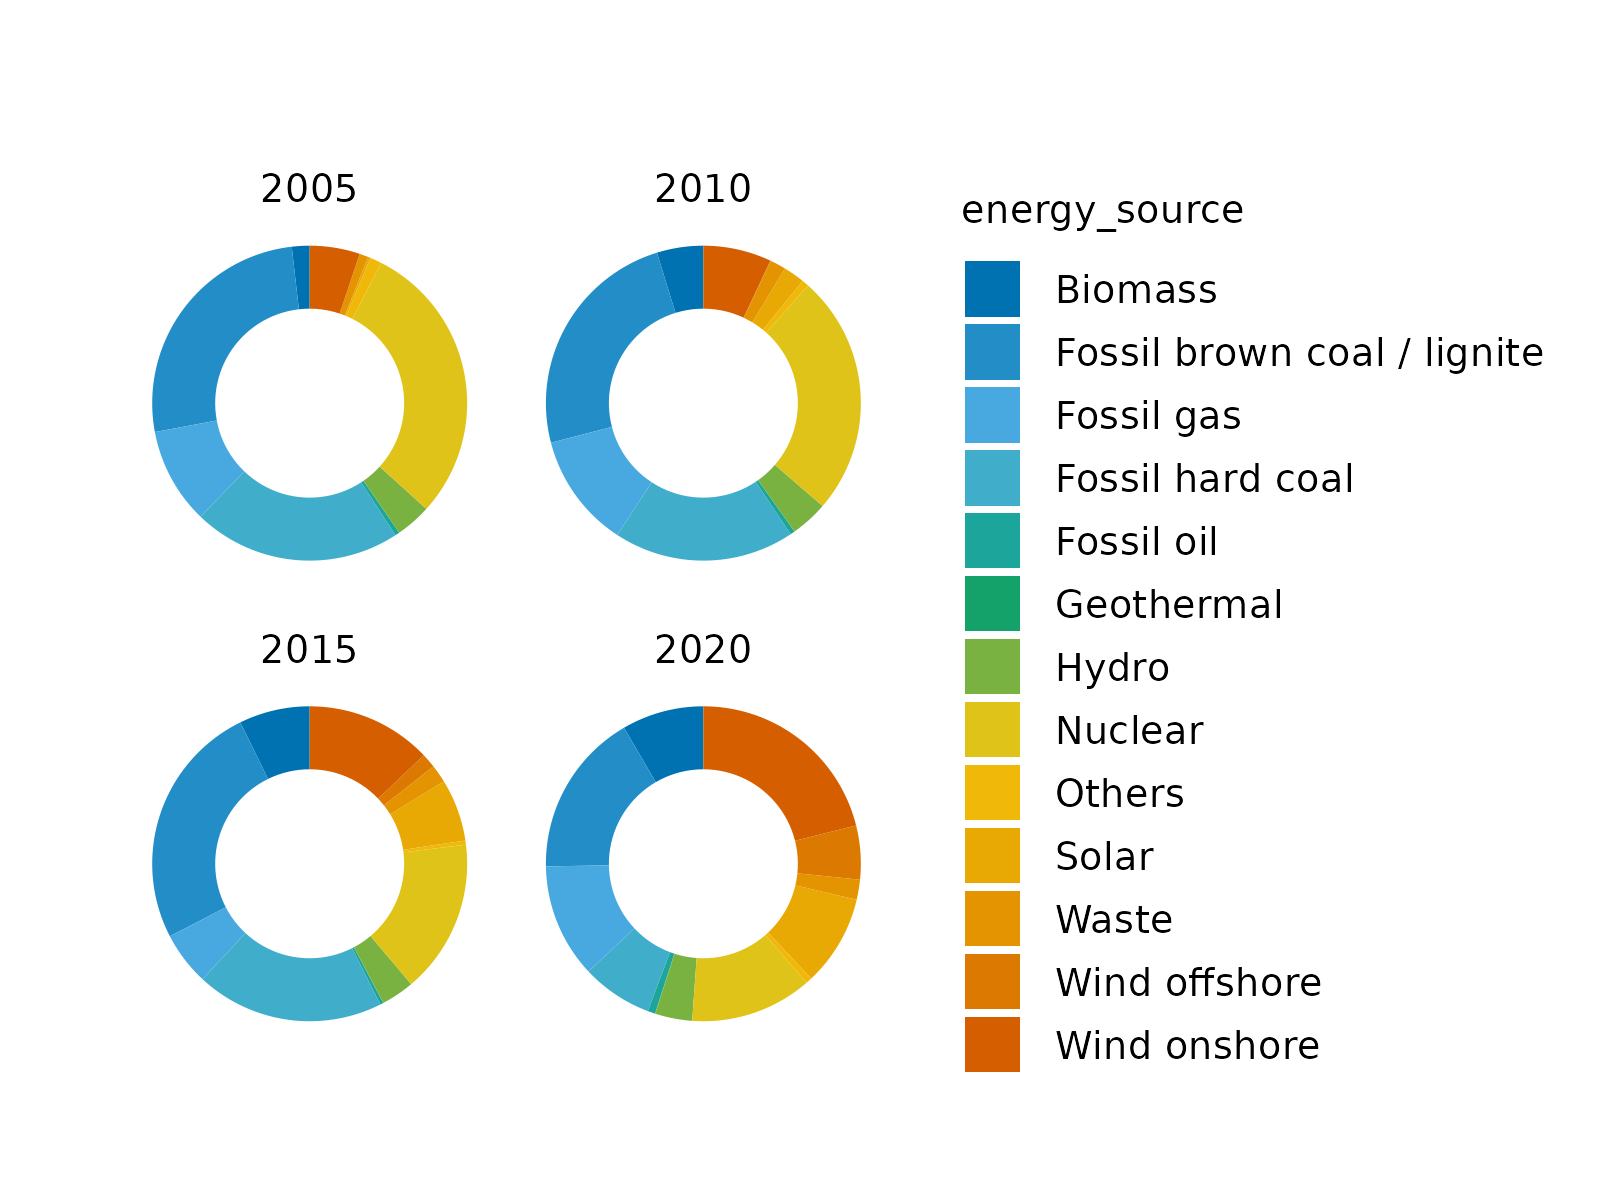 2005
2010
2015
2020
energy_source
Biomass
Fossil brown coal / lignite
Fossil gas
Fossil hard coal
Fossil oil
Geothermal
Hydro
Nuclear
Others
Solar
Waste
Wind offshore
Wind onshore